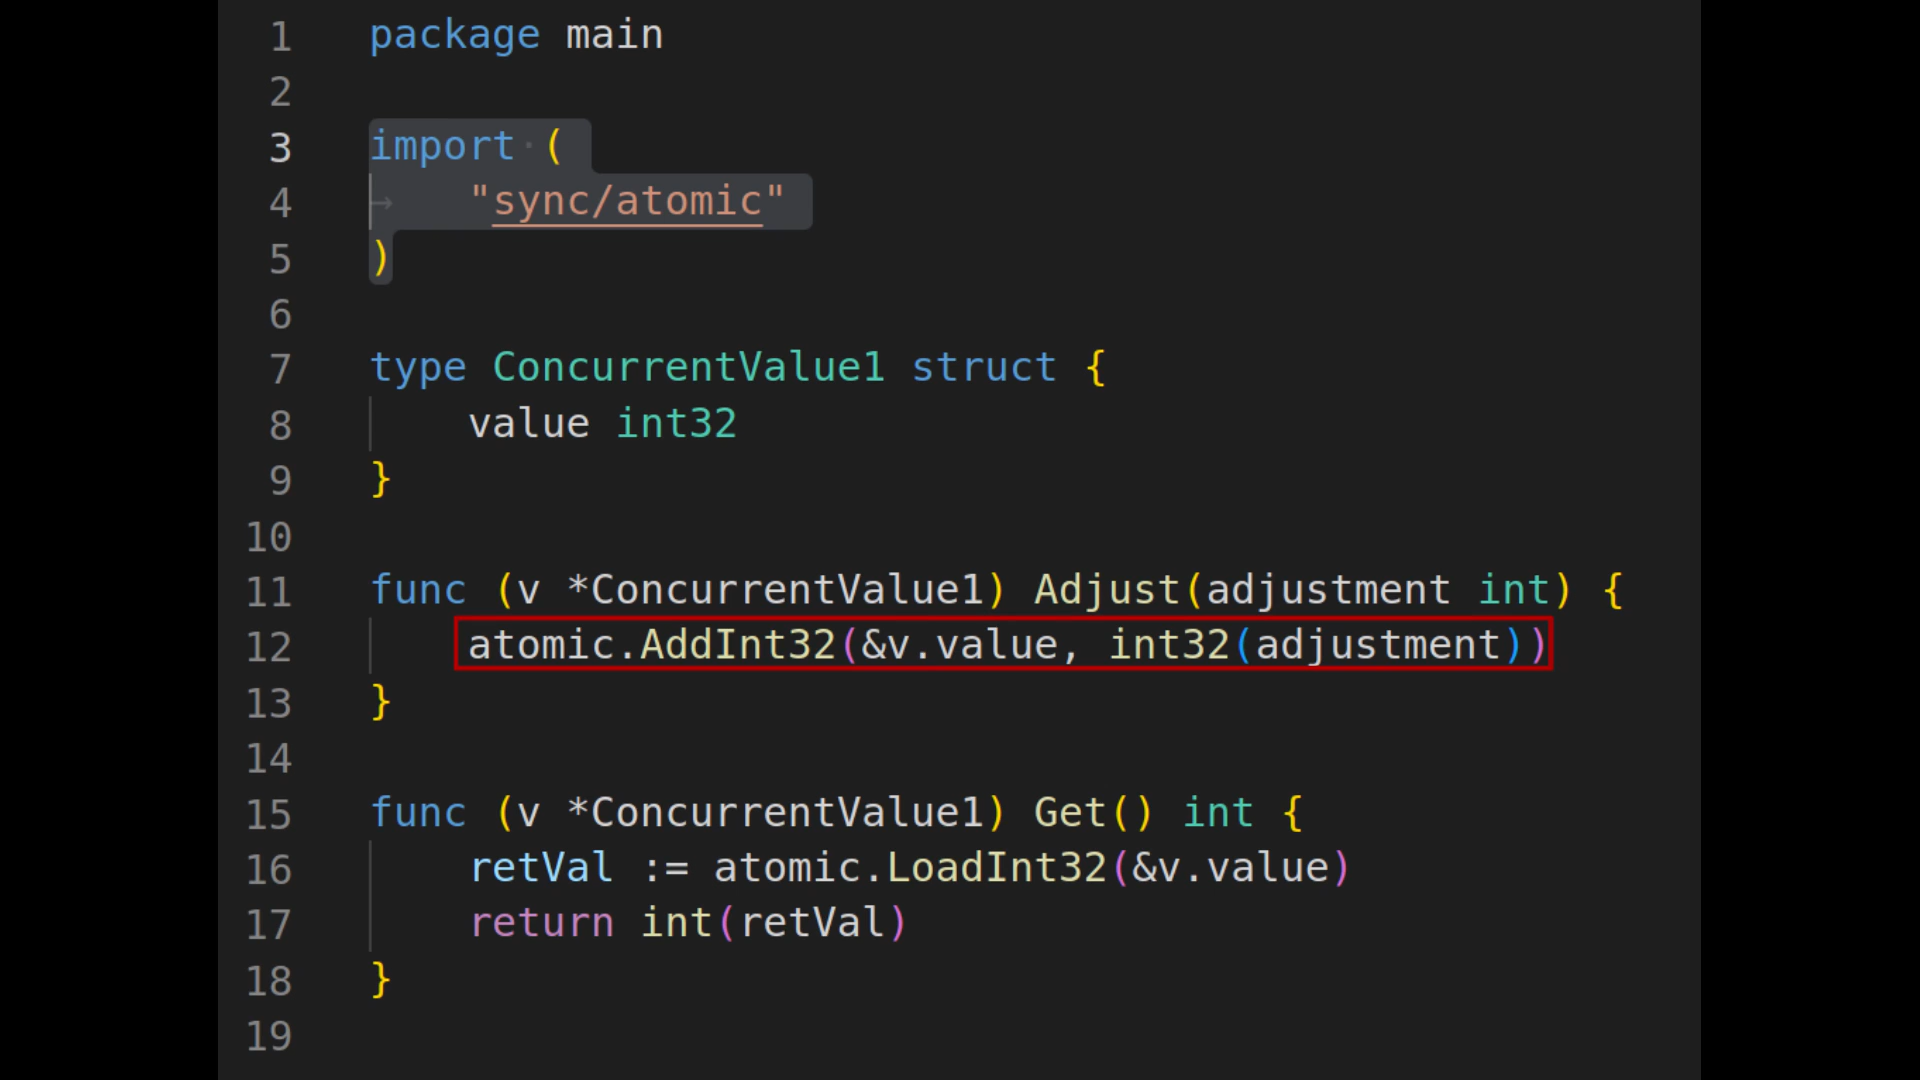 1 package main
2
3 import (
4 "sync/atomic"
5 )
6
7 type ConcurrentValue1 struct {
8 value int32
9 }
10
11 func (v *ConcurrentValue1) Adjust(adjustment int) {
12 atomic.AddInt32(&v.value, int32(adjustment))
13 }
14
15 func (v *ConcurrentValue1) Get() int {
16 retVal := atomic.LoadInt32(&v.value)
17 return int(retVal)
18 }
19